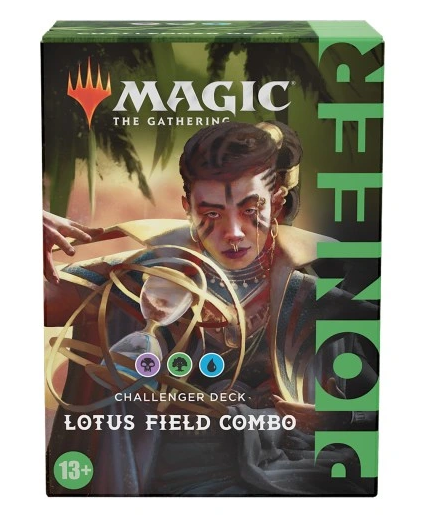 MAGIC
THE GATHERING
PIONEER
CHALLENGER DECK
LOTUS FIELD COMBO
13+